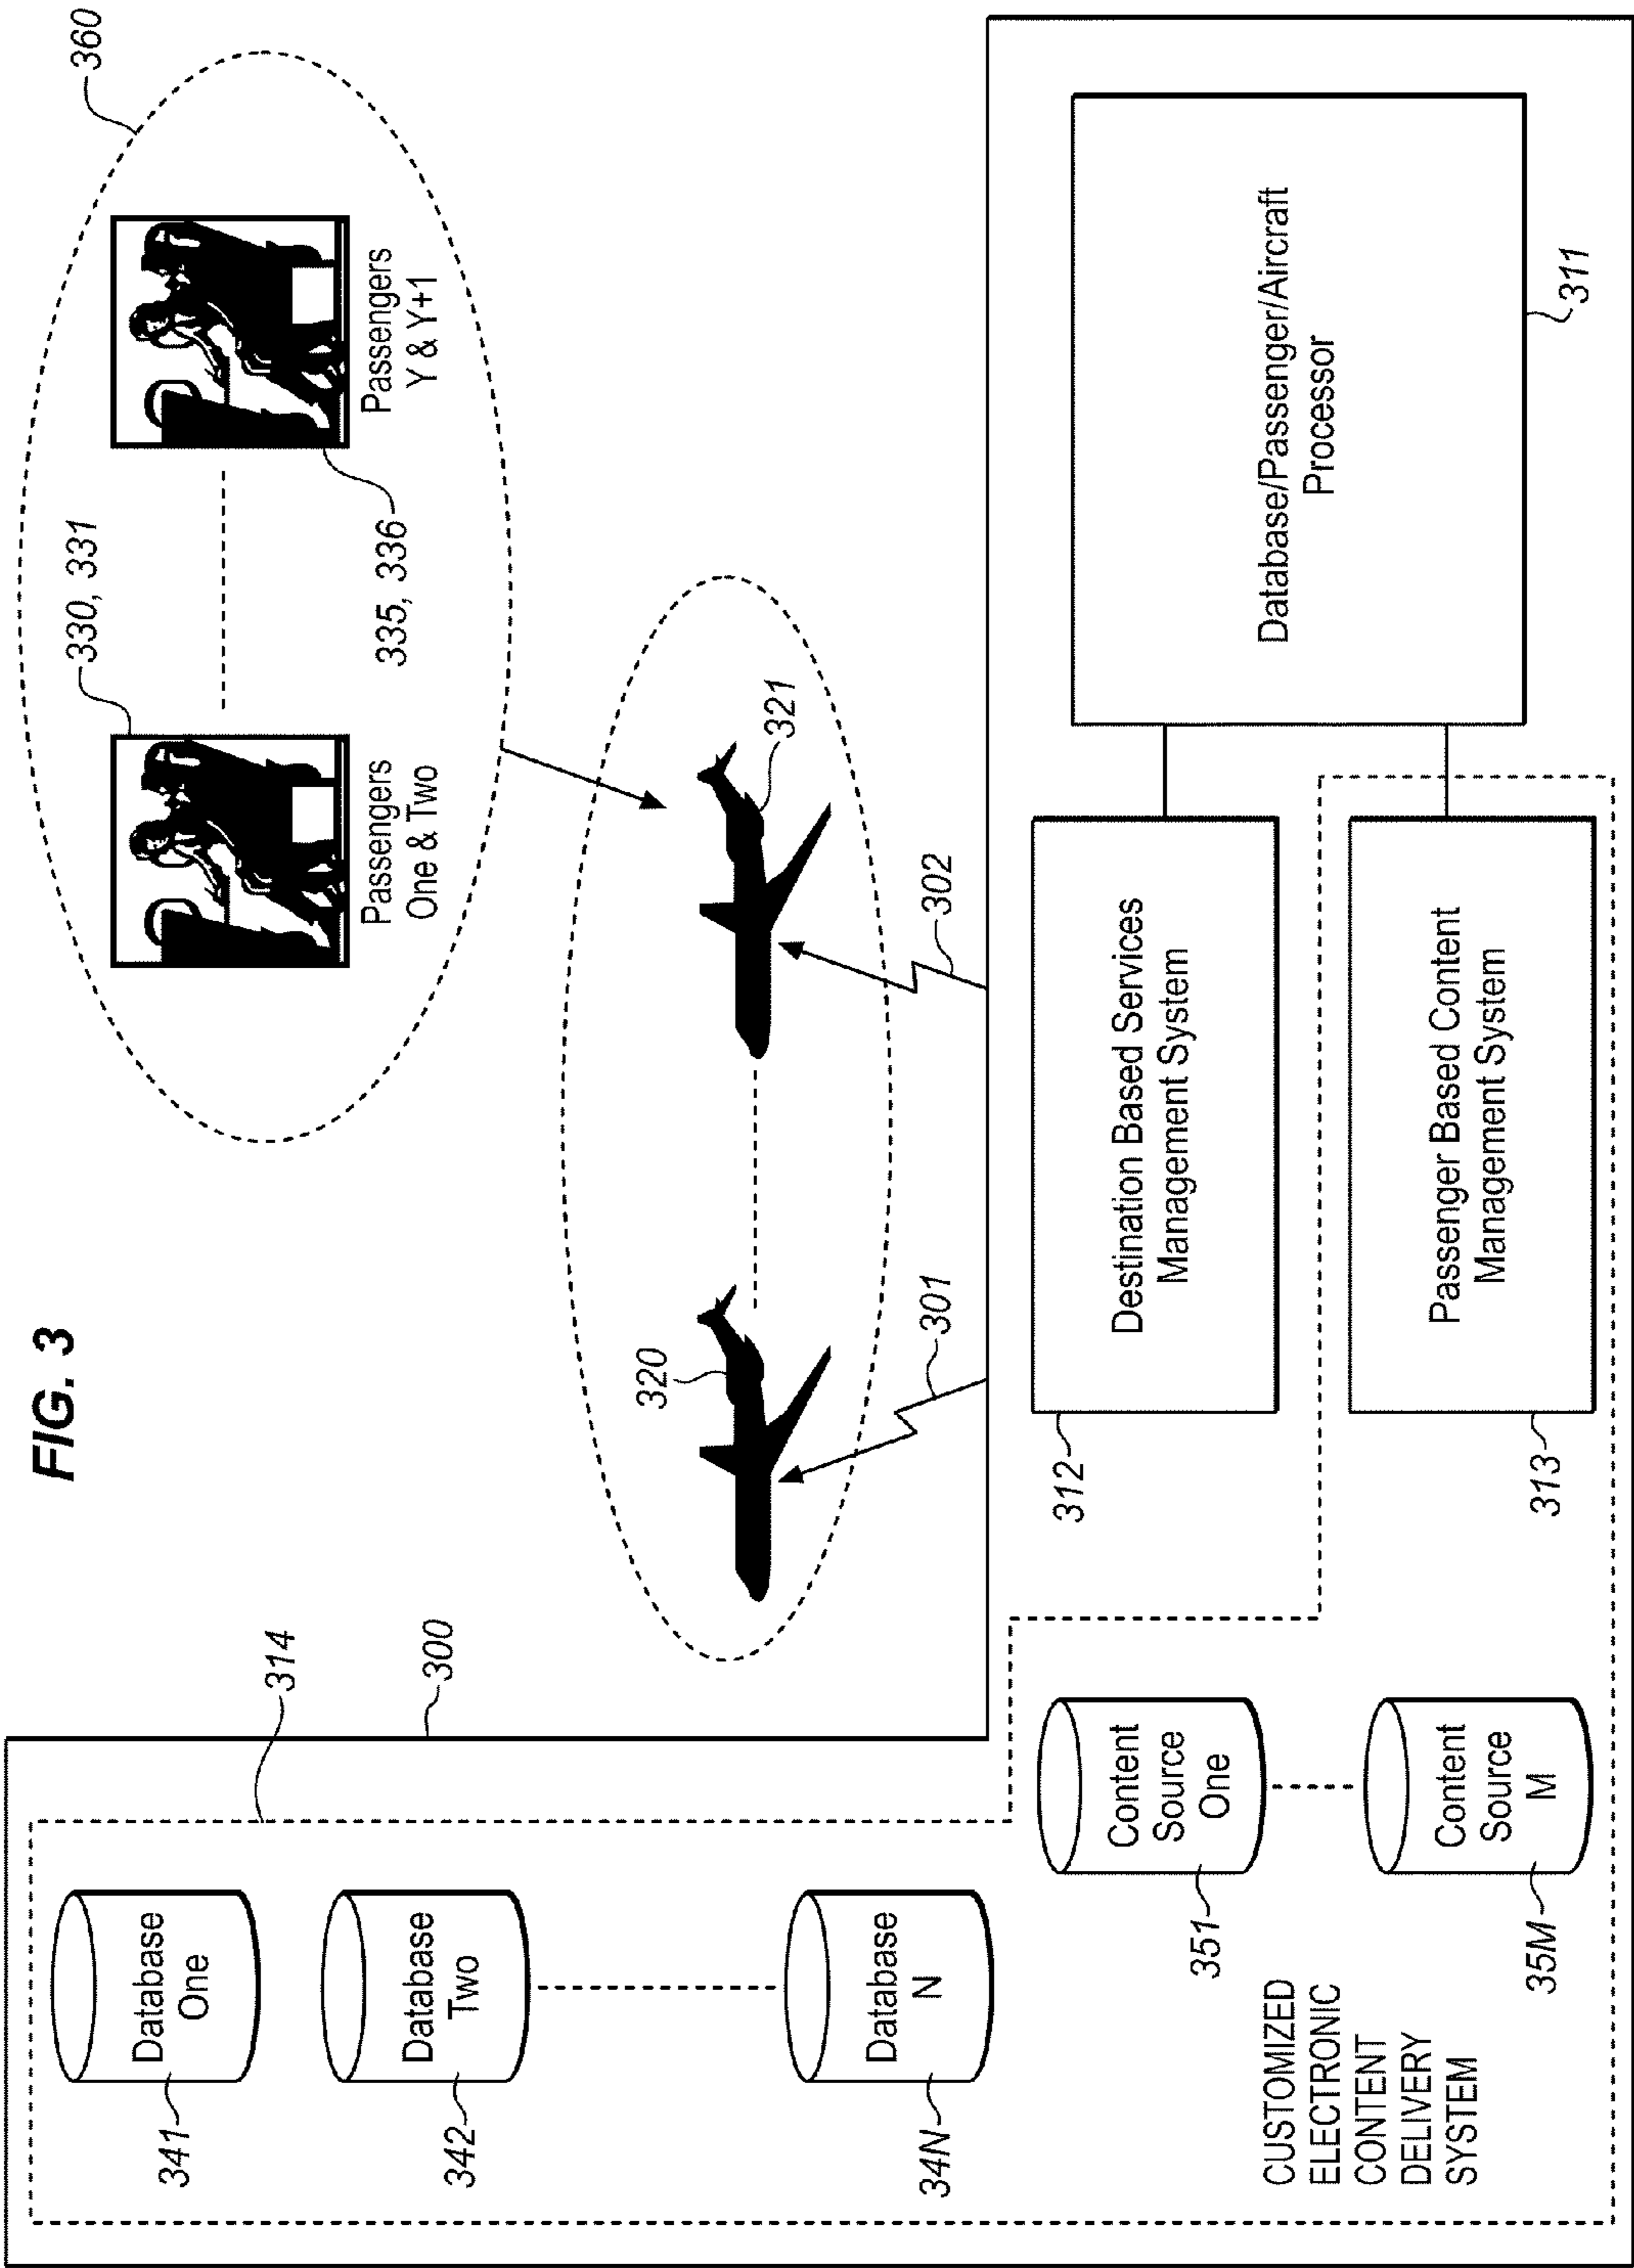 FIG. 3
314
300
360
330, 331
Passengers
One & Two
335, 336
Passengers
Y & Y+1
320
321
301
302
341
Database
One
342
Database
Two
34N
Database
N
351
Content
Source
One
35M
Content
Source
M
CUSTOMIZED
ELECTRONIC
CONTENT
DELIVERY
SYSTEM
312
Destination Based Services
Management System
313
Passenger Based Content
Management System
Database/Passenger/Aircraft
Processor
311